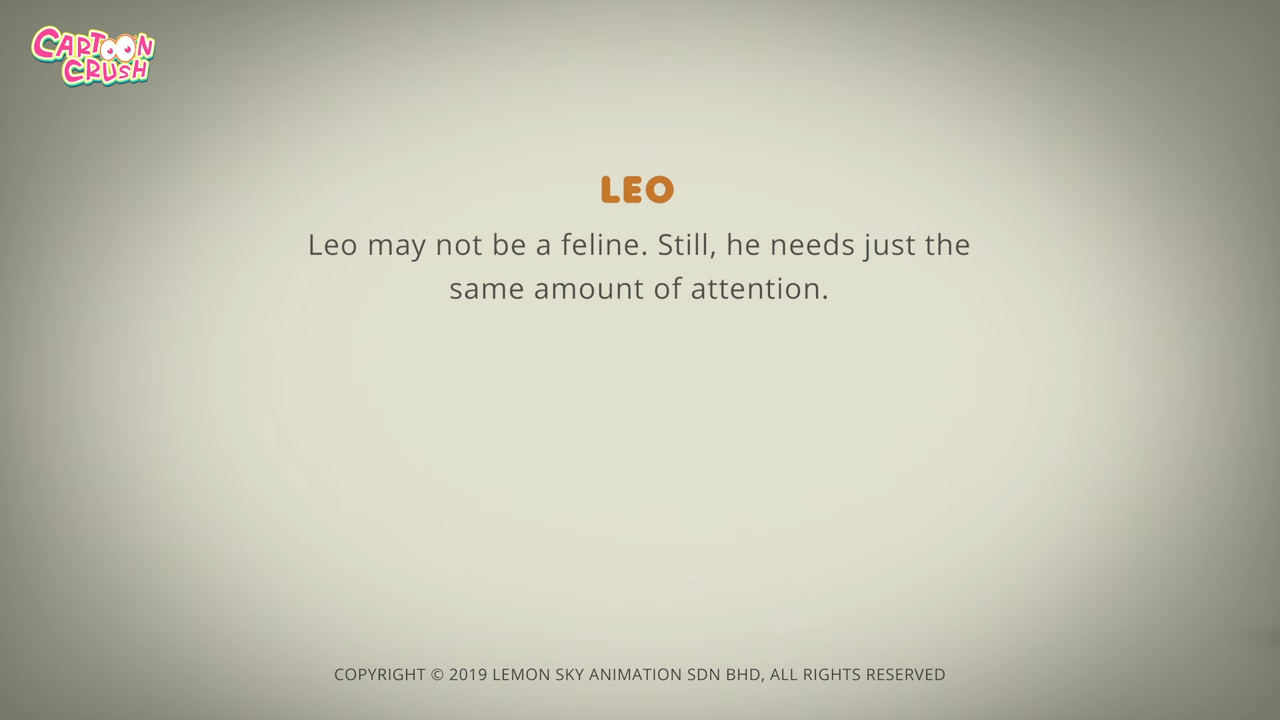 CARTOON
CRUSH
LEO
Leo may not be a feline. Still, he needs just the
same amount of attention.
COPYRIGHT © 2019 LEMON SKY ANIMATION SDN BHD, ALL RIGHTS RESERVED